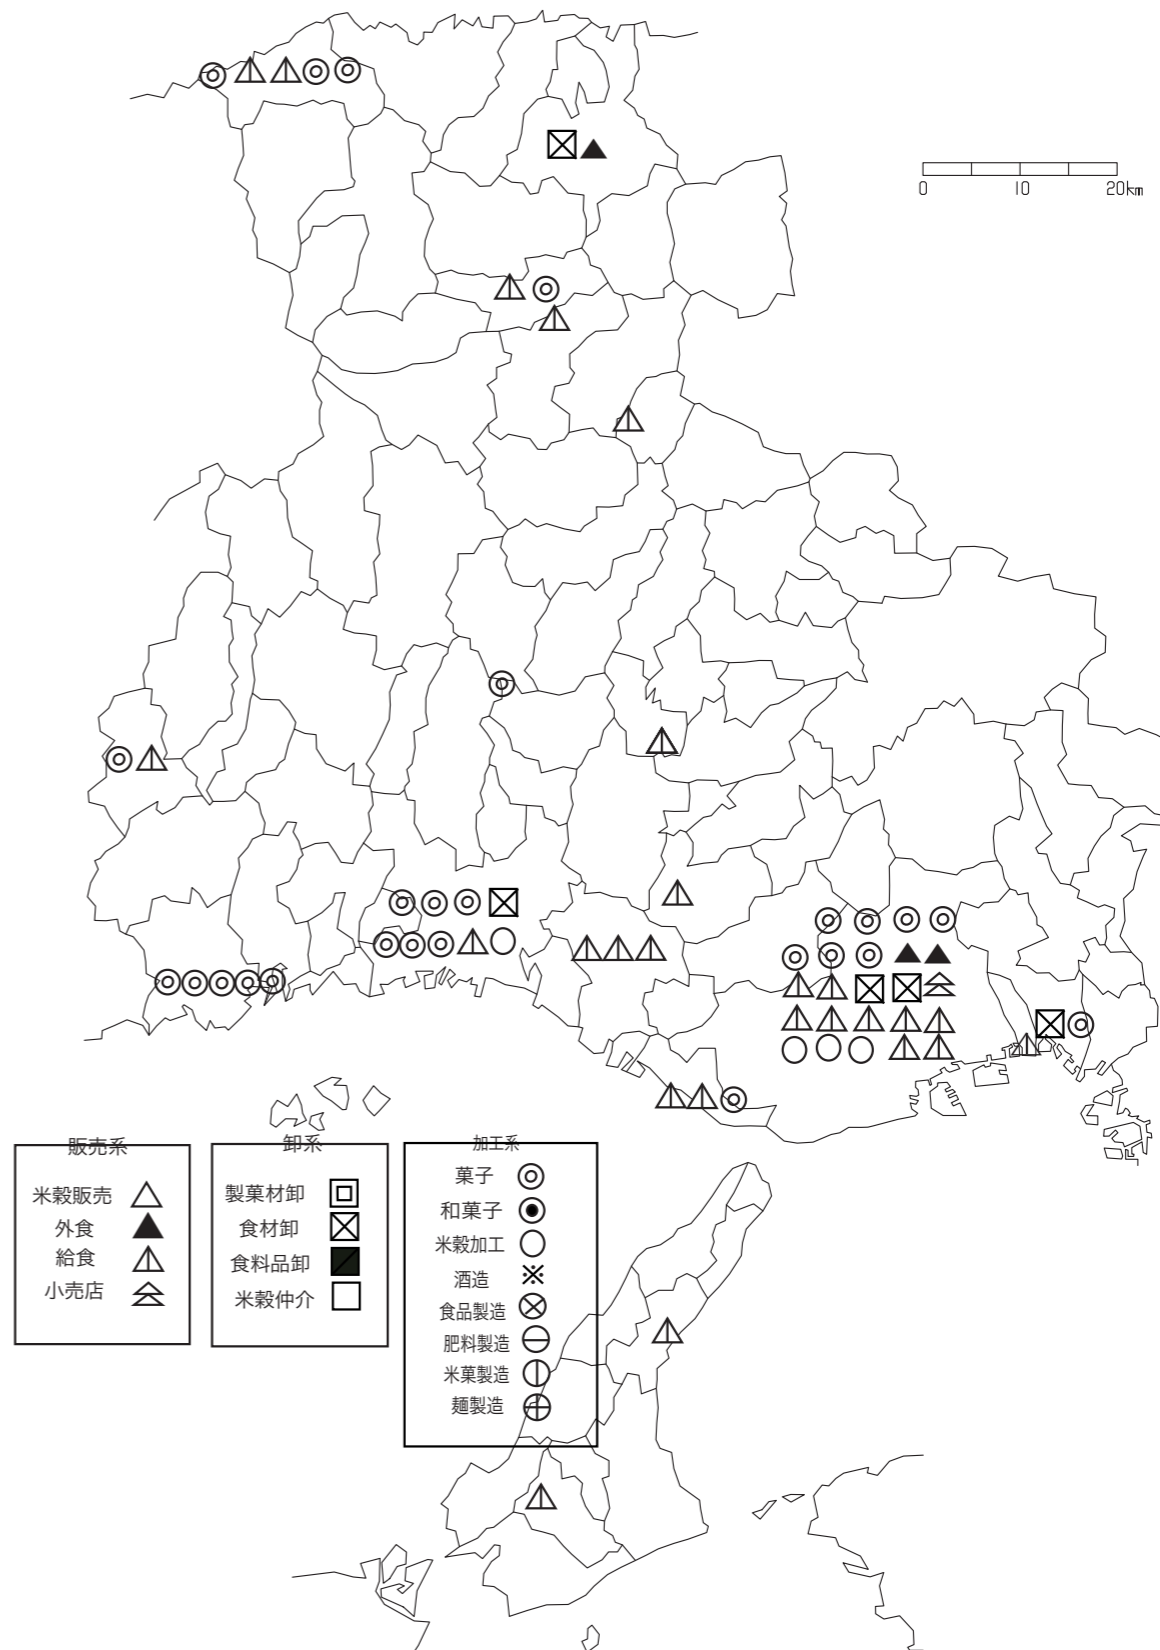 0 10 20km
販売系
米穀販売
外食
給食
小売店
卸系
製菓材卸
食材卸
食料品卸
米穀仲介
加工系
菓子
和菓子
米穀加工
酒造
食品製造
肥料製造
米菓製造
麺製造